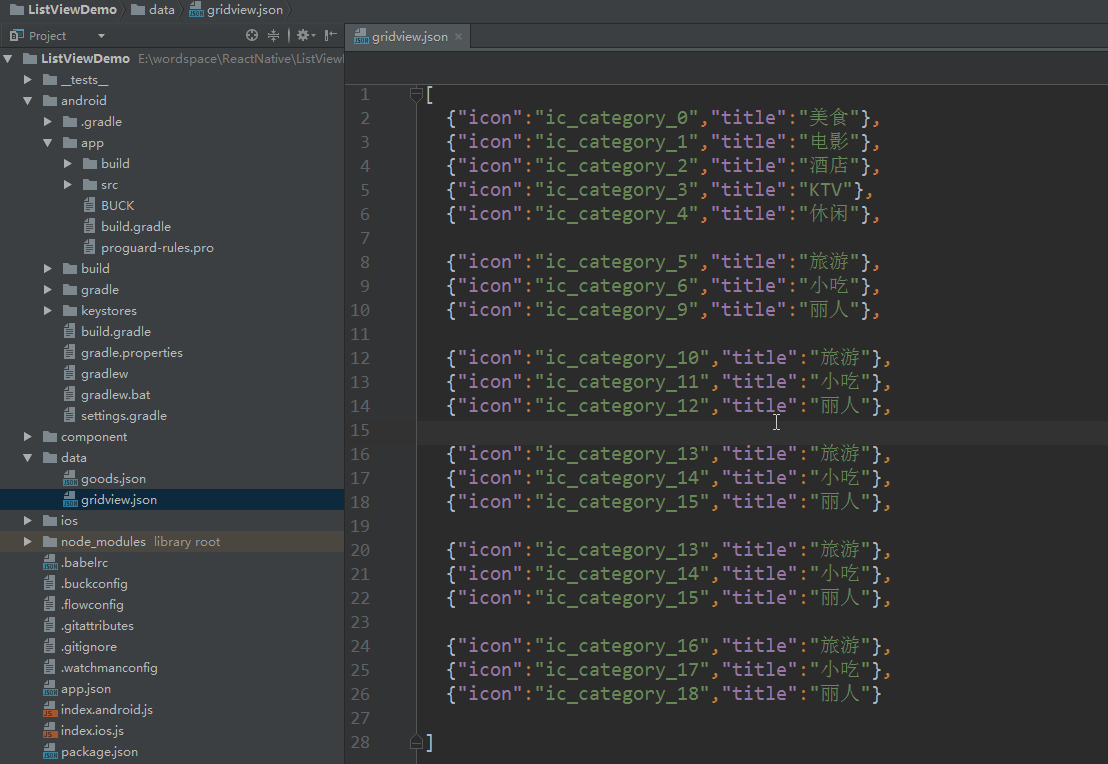 ListViewDemo data gridview.json
Project
gridview.json
ListViewDemo E:\wordspace\ReactNative\ListView
__tests__
android
.gradle
app
build
src
BUCK
build.gradle
proguard-rules.pro
build
gradle
keystores
build.gradle
gradle.properties
gradlew
gradlew.bat
settings.gradle
component
data
goods.json
gridview.json
ios
node_modules library root
.babelrc
.buckconfig
.flowconfig
.gitattributes
.gitignore
.watchmanconfig
app.json
index.android.js
index.ios.js
package.json
1 [
2 {"icon":"ic_category_0","title":"美食"},
3 {"icon":"ic_category_1","title":"电影"},
4 {"icon":"ic_category_2","title":"酒店"},
5 {"icon":"ic_category_3","title":"KTV"},
6 {"icon":"ic_category_4","title":"休闲"},
7
8 {"icon":"ic_category_5","title":"旅游"},
9 {"icon":"ic_category_6","title":"小吃"},
10 {"icon":"ic_category_9","title":"丽人"},
11
12 {"icon":"ic_category_10","title":"旅游"},
13 {"icon":"ic_category_11","title":"小吃"},
14 {"icon":"ic_category_12","title":"丽人"},
15
16 {"icon":"ic_category_13","title":"旅游"},
17 {"icon":"ic_category_14","title":"小吃"},
18 {"icon":"ic_category_15","title":"丽人"},
19
20 {"icon":"ic_category_13","title":"旅游"},
21 {"icon":"ic_category_14","title":"小吃"},
22 {"icon":"ic_category_15","title":"丽人"},
23
24 {"icon":"ic_category_16","title":"旅游"},
25 {"icon":"ic_category_17","title":"小吃"},
26 {"icon":"ic_category_18","title":"丽人"}
27
28 ]